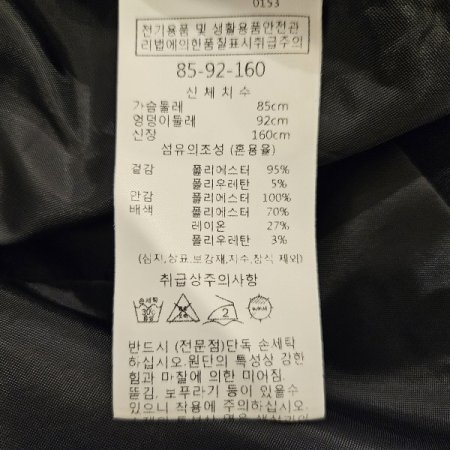 0153
전기용품 및 생활용품안전관
리법에의한품질표시취급주의
85-92-160
신체치수
가슴둘레 85cm
엉덩이둘레 92cm
신장 160cm
섬유의조성 (혼용율)
겉감 폴리에스터 95%
폴리우레탄 5%
안감 폴리에스터 100%
배색 폴리에스터 70%
레이온 27%
폴리우레탄 3%
(심지,상표,보강재,자수,장식 제외)
취급상주의사항
손세탁
30℃
중성
2
반드시 (전문점)단독 손세탁
하십시오.원단의 특성상 강한
힘과 마찰에 의한 미어짐,
뜯김, 보푸라기 등이 있을수
있으니 착용에 주의하십시오.